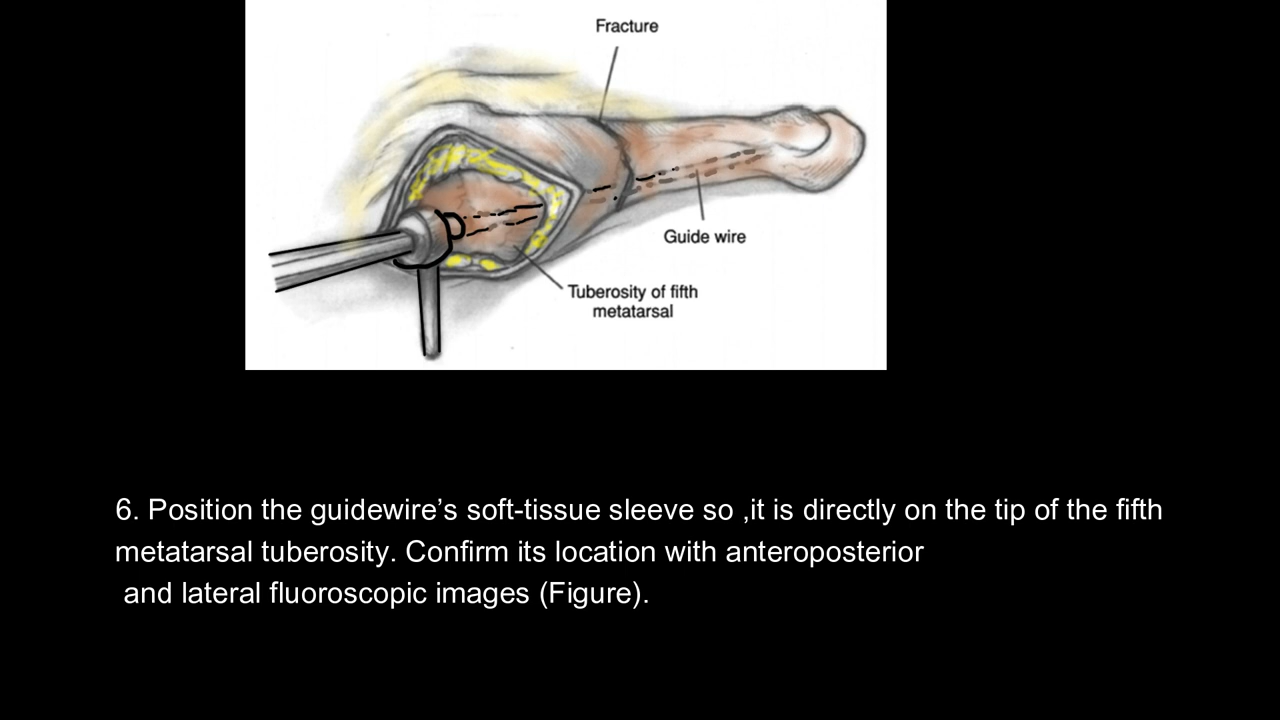 Fracture
Guide wire
Tuberosity of fifth
metatarsal
6. Position the guidewire’s soft-tissue sleeve so ,it is directly on the tip of the fifth
metatarsal tuberosity. Confirm its location with anteroposterior
and lateral fluoroscopic images (Figure).